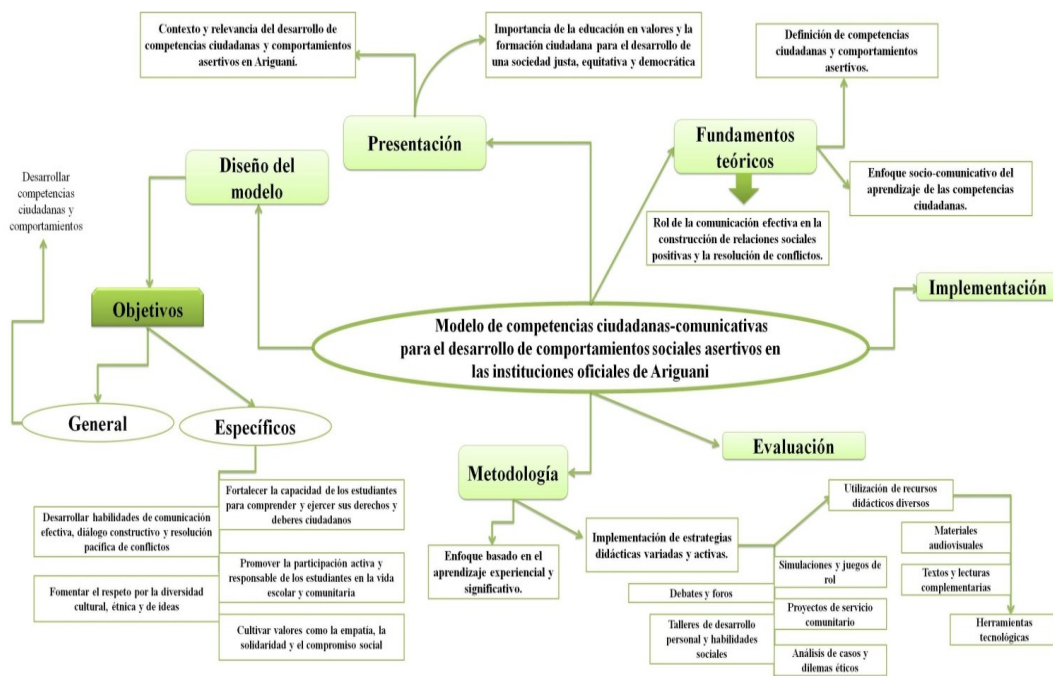 Contexto y relevancia del desarrollo de
competencias ciudadanas y comportamientos
asertivos en Ariguaní.
Importancia de la educación en valores y la
formación ciudadana para el desarrollo de
una sociedad justa, equitativa y democrática
Definición de competencias
ciudadanas y comportamientos
asertivos.
Presentación
Fundamentos
teóricos
Diseño del
modelo
Enfoque socio-comunicativo del
aprendizaje de las competencias
ciudadanas.
Desarrollar
competencias
ciudadanas y
comportamientos
Rol de la comunicación efectiva en la
construcción de relaciones sociales
positivas y la resolución de conflictos.
Implementación
Objetivos
Modelo de competencias ciudadanas-comunicativas
para el desarrollo de comportamientos sociales asertivos en
las instituciones oficiales de Ariguani
General
Específicos
Evaluación
Metodología
Fortalecer la capacidad de los estudiantes
para comprender y ejercer sus derechos y
deberes ciudadanos
Desarrollar habilidades de comunicación
efectiva, diálogo constructivo y resolución
pacífica de conflictos
Promover la participación activa y
responsable de los estudiantes en la vida
escolar y comunitaria
Fomentar el respeto por la diversidad
cultural, étnica y de ideas
Cultivar valores como la empatía, la
solidaridad y el compromiso social
Enfoque basado en el
aprendizaje experiencial y
significativo.
Implementación de estrategias
didácticas variadas y activas.
Utilización de recursos
didácticos diversos
Materiales
audiovisuales
Textos y lecturas
complementarias
Herramientas
tecnológicas
Simulaciones y juegos de
rol
Debates y foros
Proyectos de servicio
comunitario
Talleres de desarrollo
personal y habilidades
sociales
Análisis de casos y
dilemas éticos